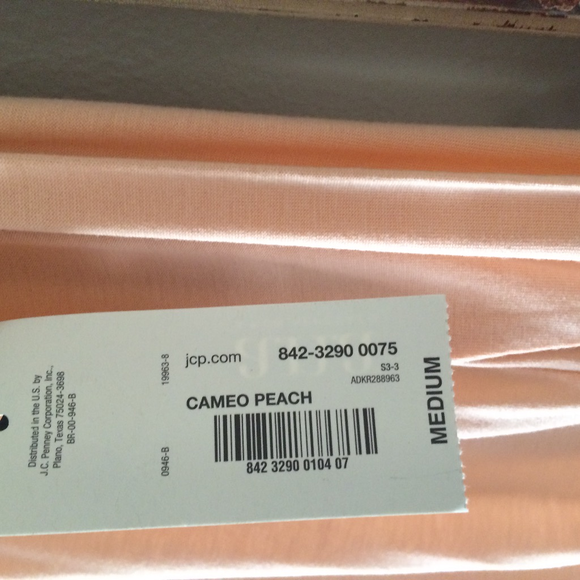 Distributed in the U.S. by
J.C. Penney Corporation, Inc.,
Plano, Texas 75024-3698
BR-00-946-B
19963-8
0946-B
jcp.com
842-3290 0075
S3-3
ADKR288963
CAMEO PEACH
842 3290 0104 07
MEDIUM